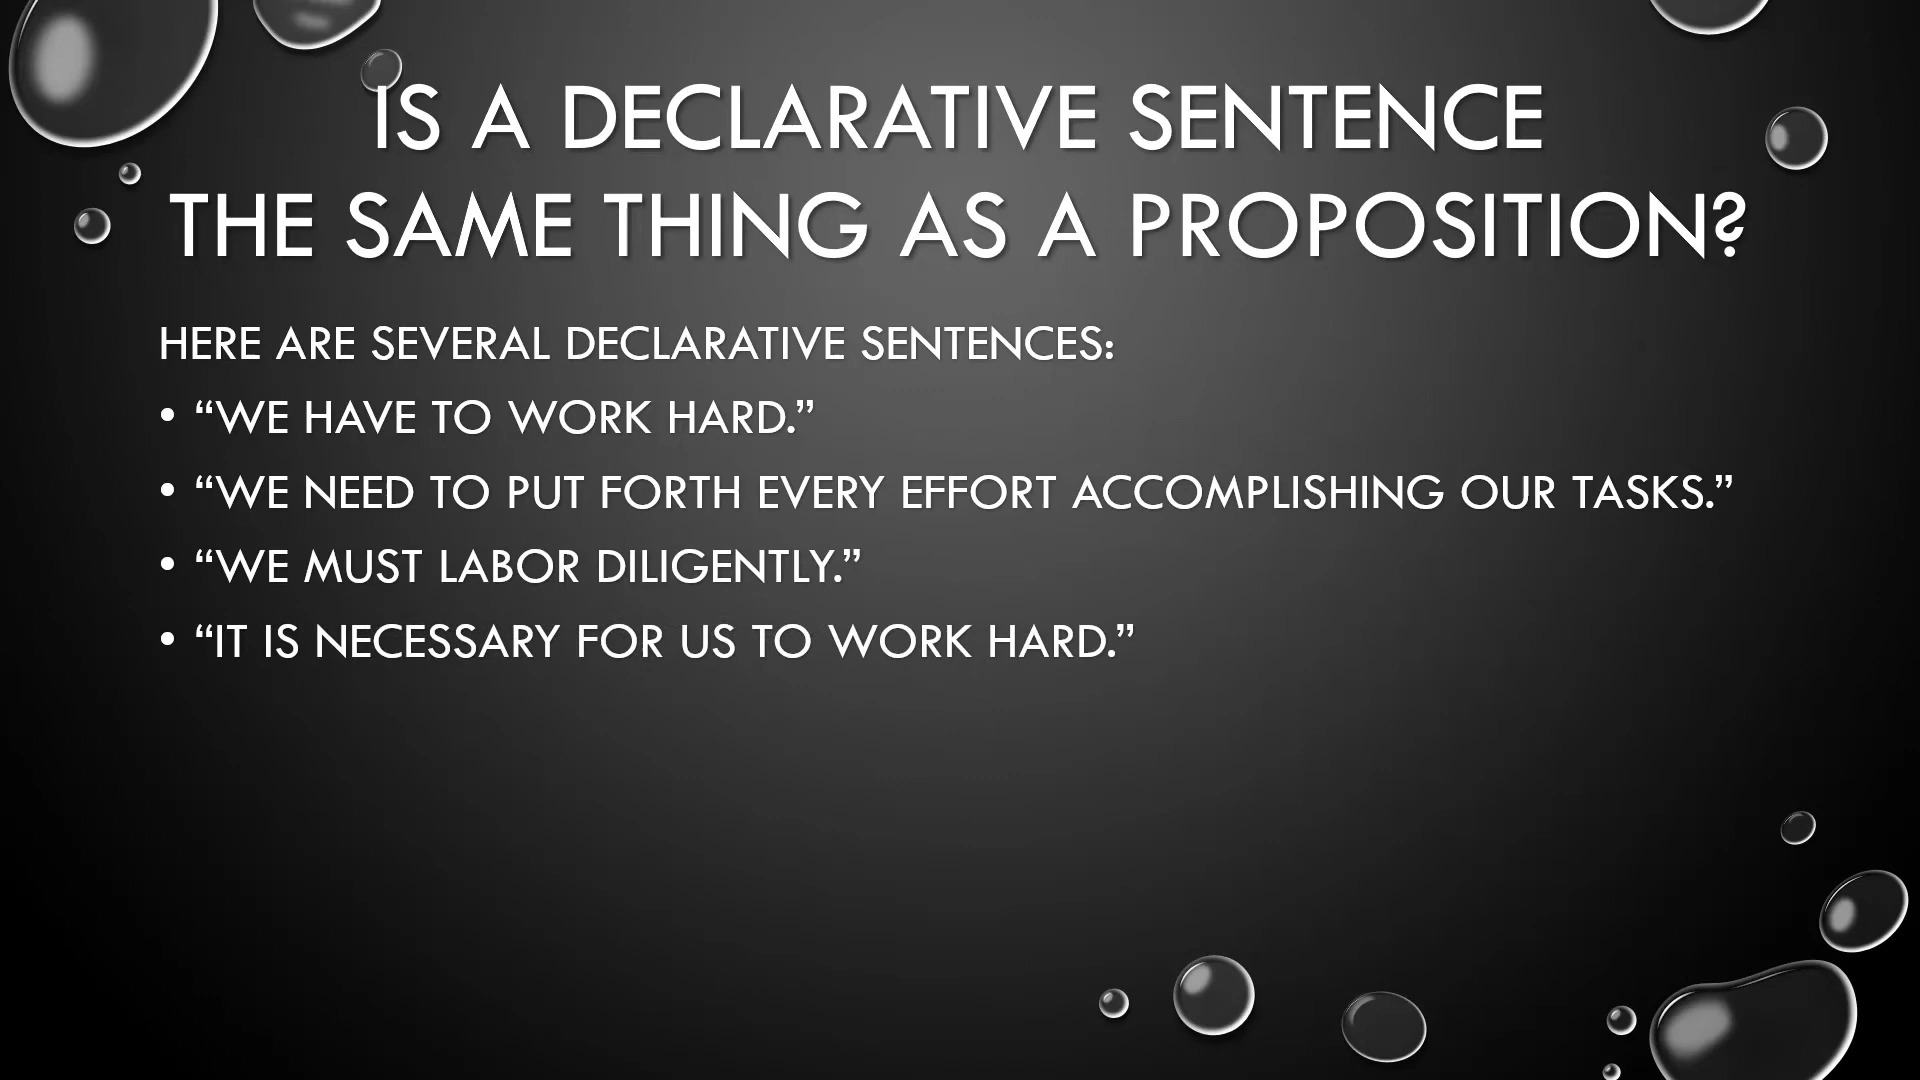 IS A DECLARATIVE SENTENCE
THE SAME THING AS A PROPOSITION?
HERE ARE SEVERAL DECLARATIVE SENTENCES:
• “WE HAVE TO WORK HARD.”
• “WE NEED TO PUT FORTH EVERY EFFORT ACCOMPLISHING OUR TASKS.”
• “WE MUST LABOR DILIGENTLY.”
• “IT IS NECESSARY FOR US TO WORK HARD.”